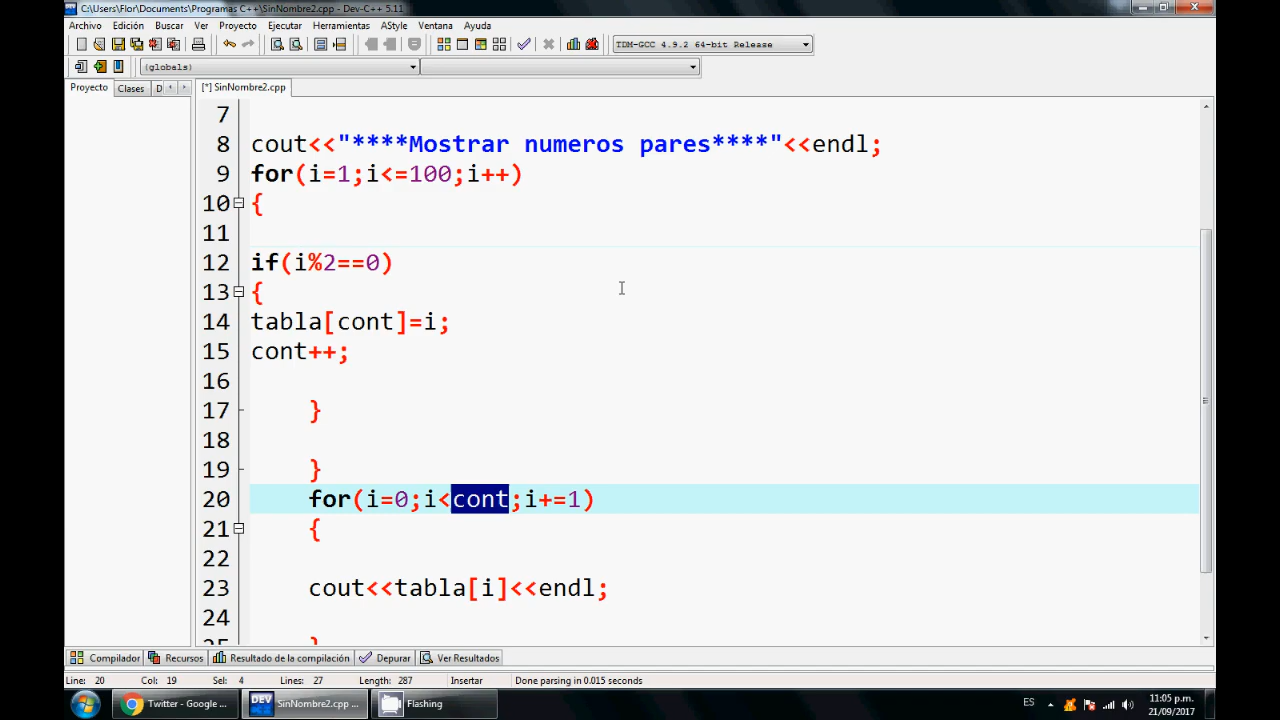 C:\Users\Flor\Documents\Programas C++\SinNombre2.cpp - Dev-C++ 5.11
Archivo Edición Buscar Ver Proyecto Ejecutar Herramientas AStyle Ventana Ayuda
TDM-GCC 4.9.2 64-bit Release
(globals)
Proyecto Clases D [*] SinNombre2.cpp
7
8 cout<<"****Mostrar numeros pares****"<<endl;
9 for(i=1;i<=100;i++)
10 {
11
12 if(i%2==0)
13 {
14 tabla[cont]=i;
15 cont++;
16
17 }
18
19 }
20 for(i=0;i<cont;i+=1)
21 {
22
23 cout<<tabla[i]<<endl;
24
25 }
Compilador Recursos Resultado de la compilación Depurar Ver Resultados
Line: 20 Col: 19 Sel: 4 Lines: 27 Length: 287 Insertar Done parsing in 0.015 seconds
Twitter - Google ... DEV SinNombre2.cpp ... Flashing ES 11:05 p.m.
21/09/2017